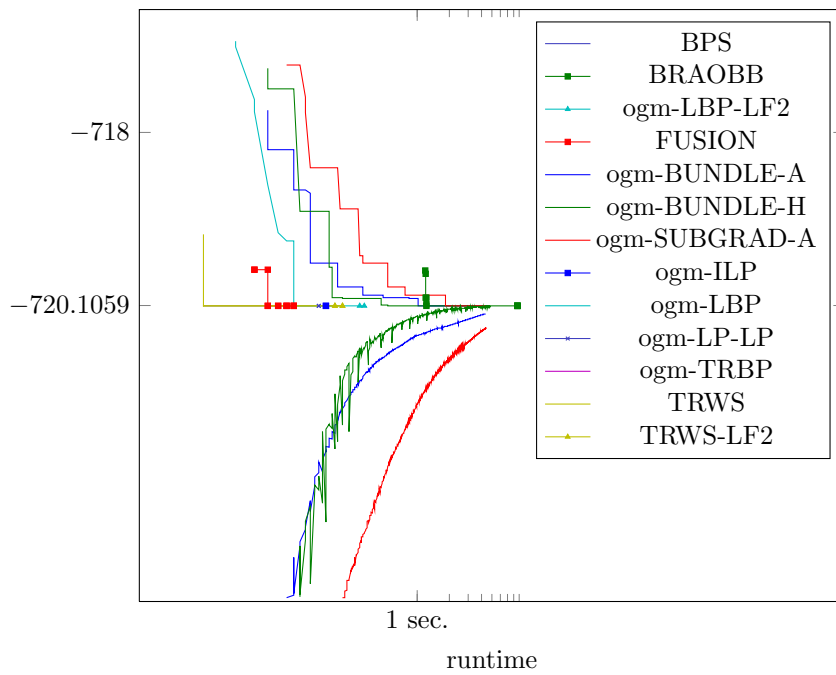 BPS
BRAOBB
ogm-LBP-LF2
−718
FUSION
ogm-BUNDLE-A
ogm-BUNDLE-H
ogm-SUBGRAD-A
ogm-ILP
−720.1059
ogm-LBP
ogm-LP-LP
ogm-TRBP
TRWS
TRWS-LF2
1 sec.
runtime